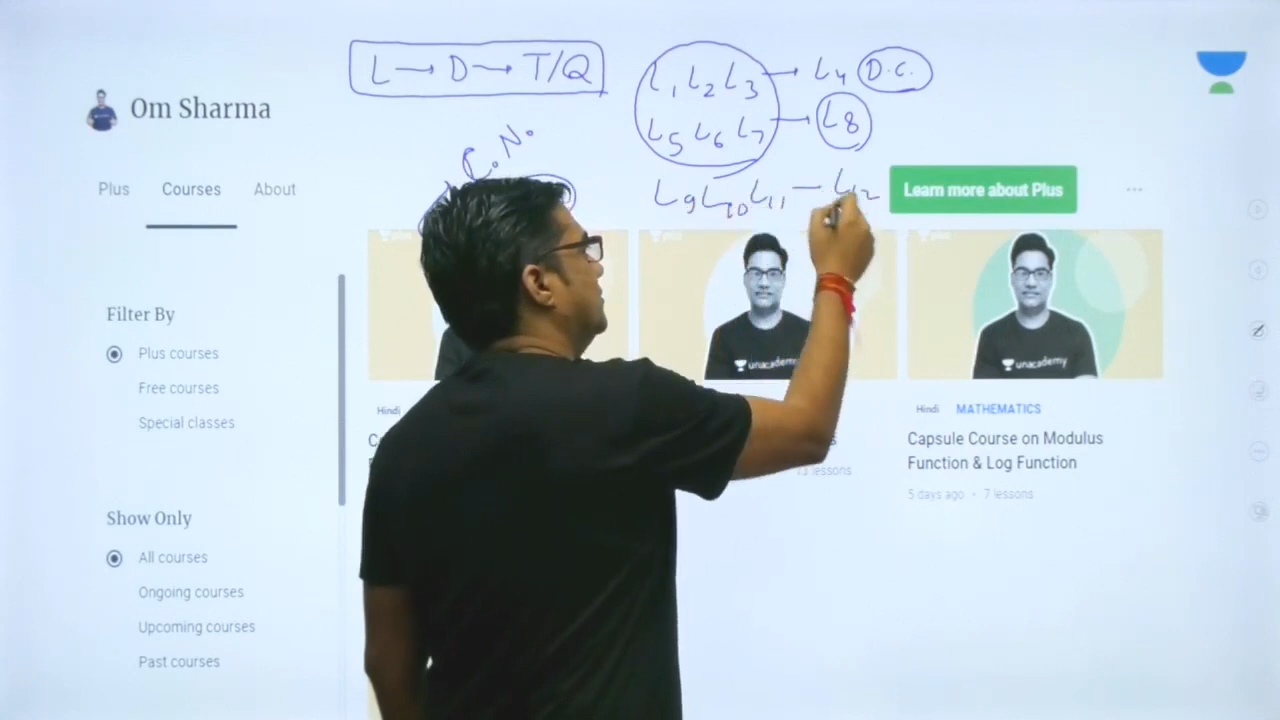 L → D → T/Q
L1 L2 L3 → L4 D.C.
L5 L6 L7 → L8
C.N.
L9 L10 L11 — L12
Om Sharma
Plus Courses About
Learn more about Plus
Filter By
Plus courses
Free courses
Special classes
Show Only
All courses
Ongoing courses
Upcoming courses
Past courses
unacademy
unacademy
Hindi
lessons
Hindi MATHEMATICS
Capsule Course on Modulus
Function & Log Function
5 days ago • 7 lessons